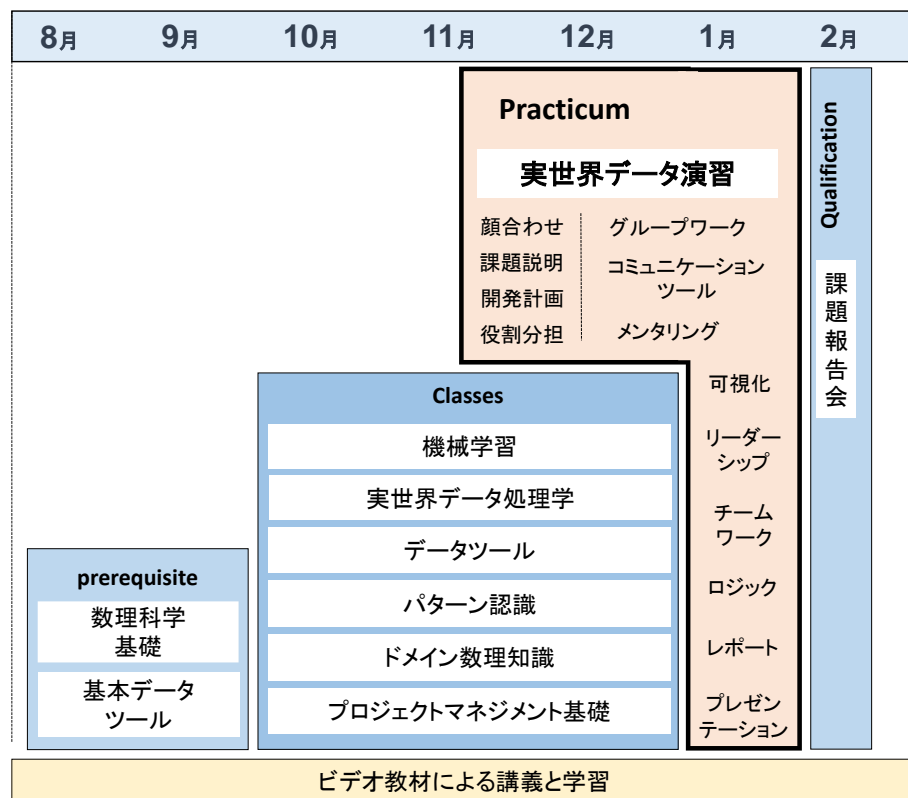 8月 9月 10月 11月 12月 1月 2月
Practicum
実世界データ演習
顔合わせ
課題説明
開発計画
役割分担
グループワーク
コミュニケーション
ツール
メンタリング
可視化
リーダー
シップ
チーム
ワーク
ロジック
レポート
プレゼン
テーション
Qualification
課題報告会
Classes
機械学習
実世界データ処理学
データツール
パターン認識
ドメイン数理知識
プロジェクトマネジメント基礎
prerequisite
数理科学
基礎
基本データ
ツール
ビデオ教材による講義と学習